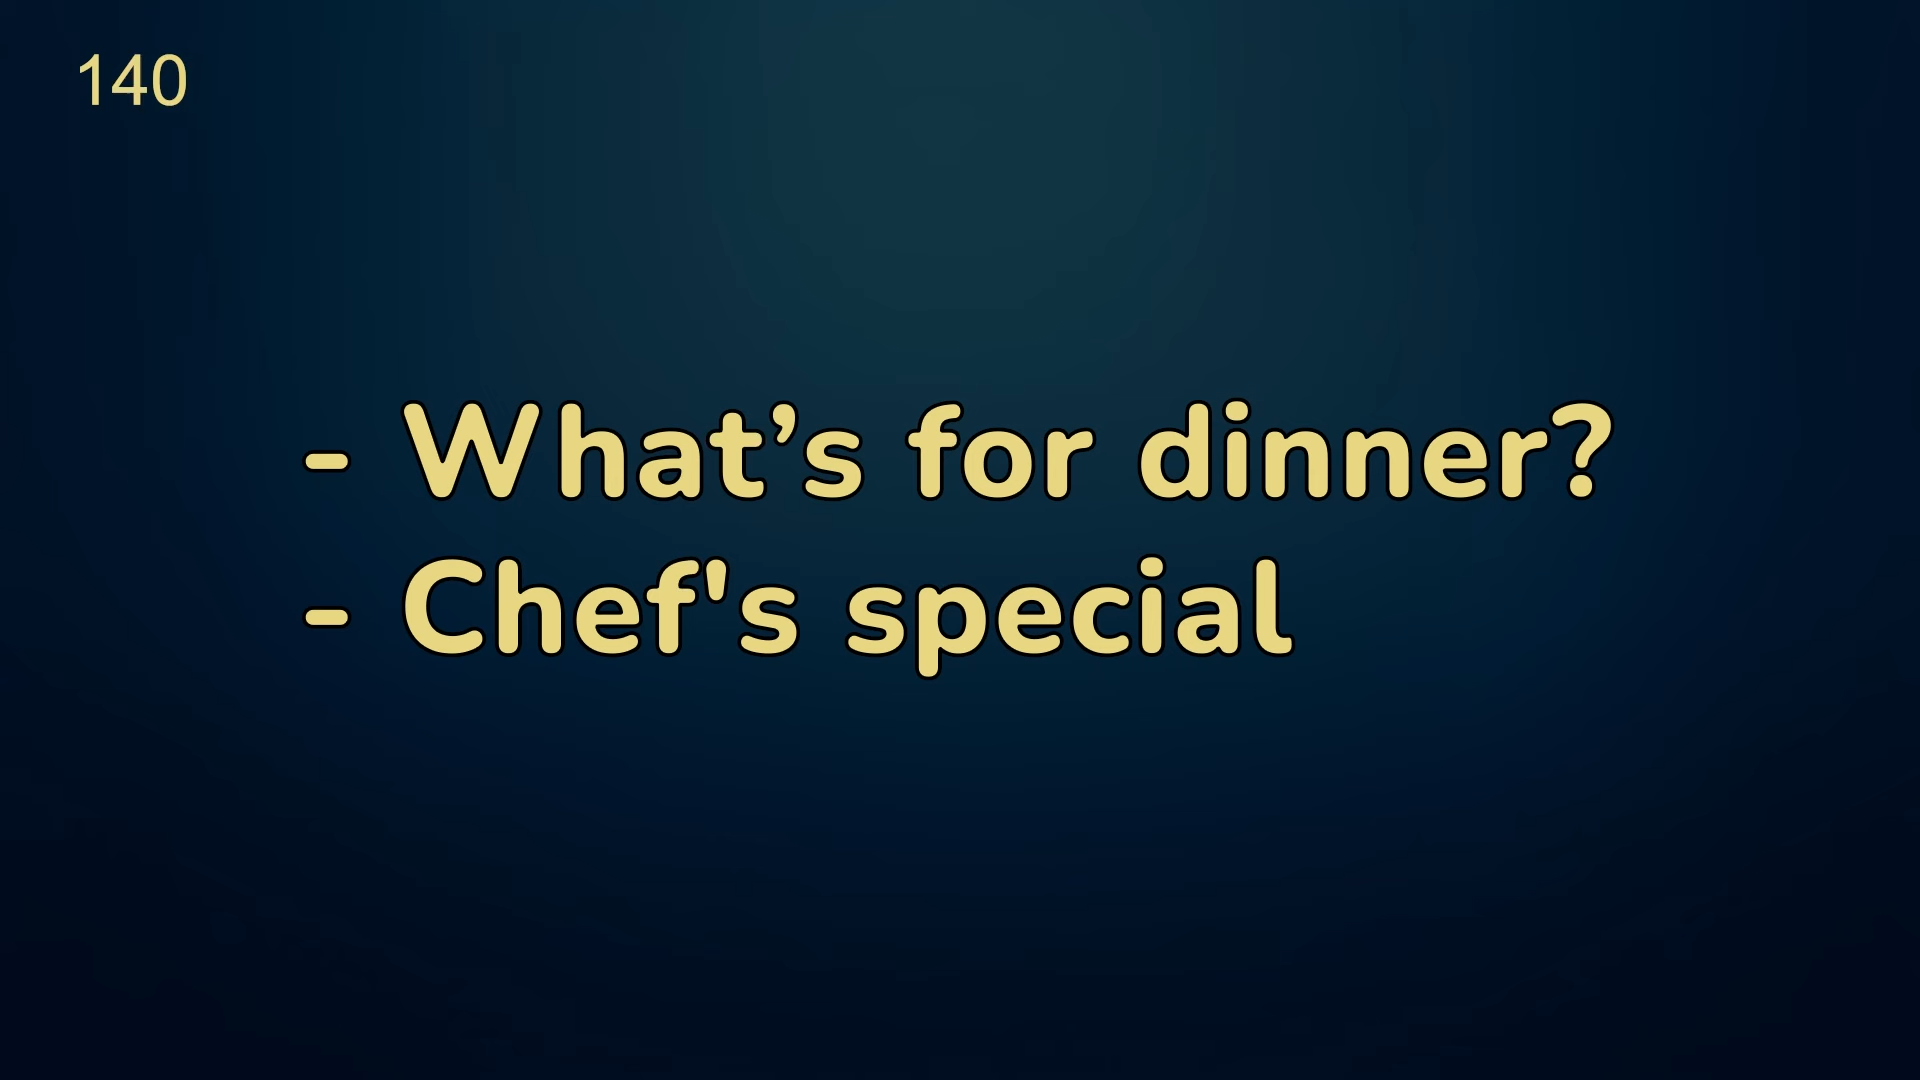 140
- What’s for dinner?
- Chef's special